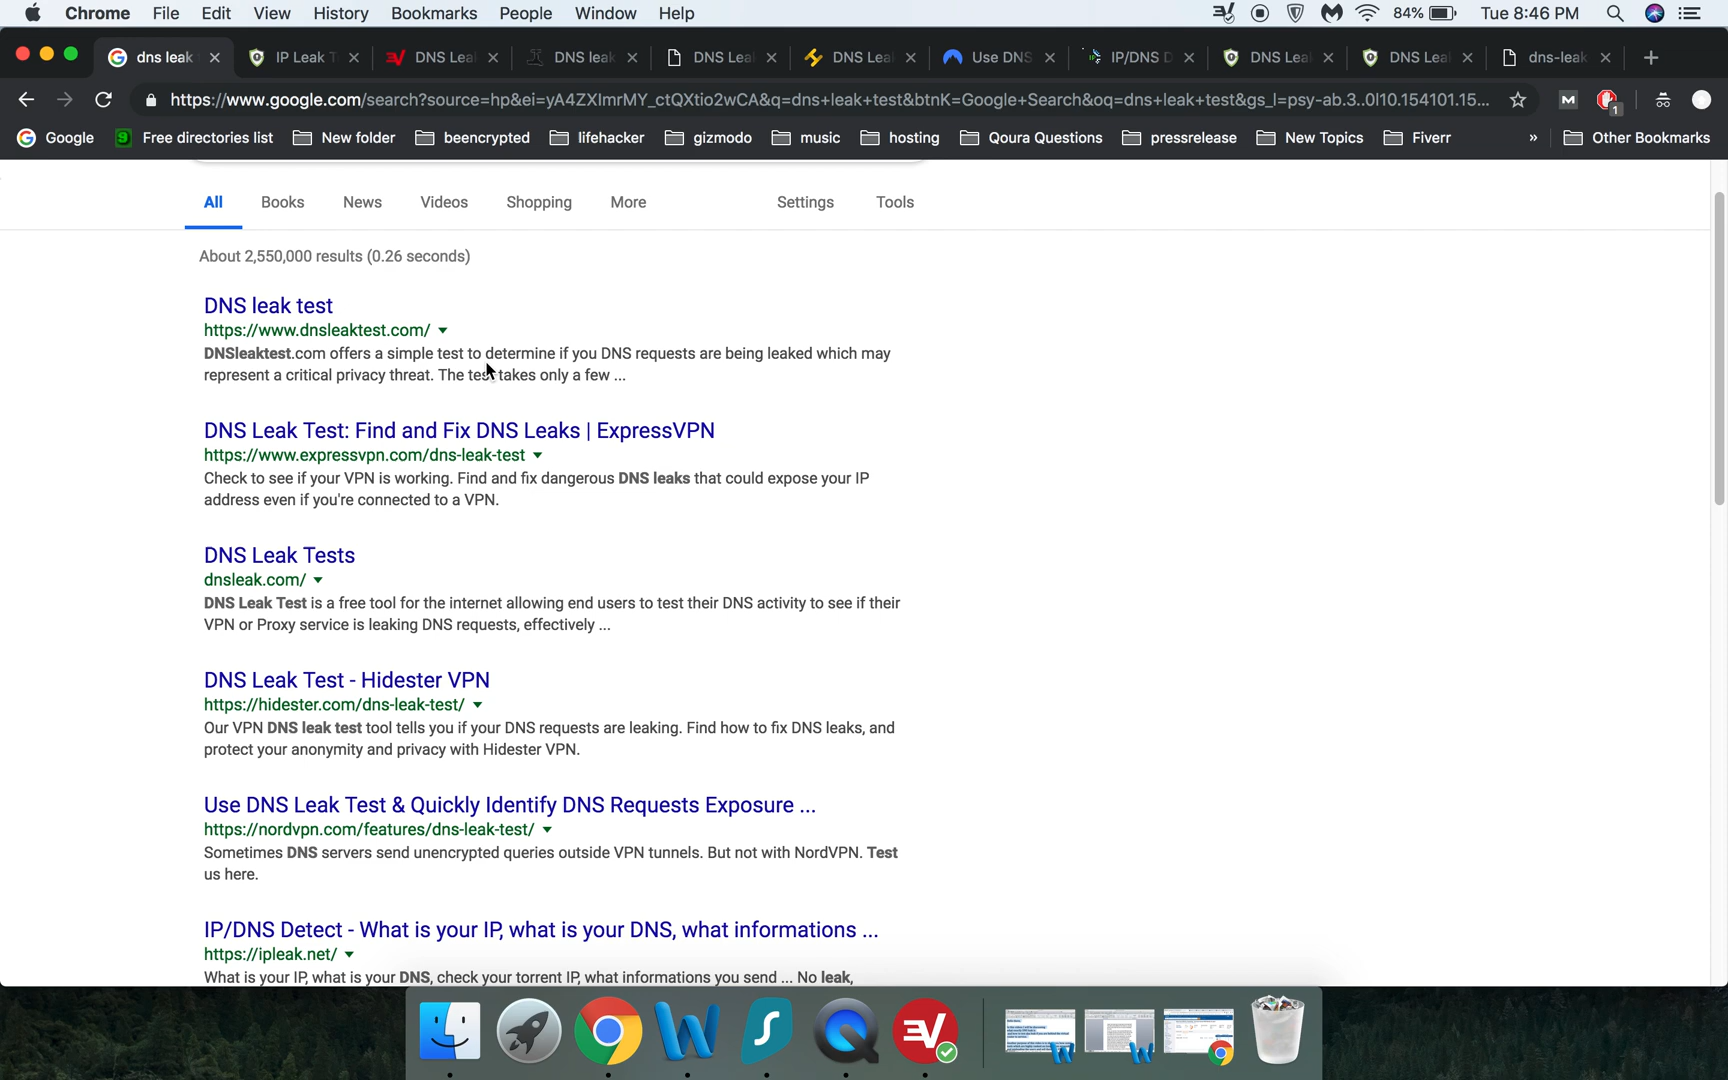 Chrome File Edit View History Bookmarks People Window Help 84% Tue 8:46 PM
dns leak IP Leak T DNS Lea DNS leak DNS Lea DNS Lea Use DNS IP/DNS D DNS Lea DNS Lea dns-leak
https://www.google.com/search?source=hp&ei=yA4ZXImrMY_ctQXtio2wCA&q=dns+leak+test&btnK=Google+Search&oq=dns+leak+test&gs_l=psy-ab.3..0l10.154101.15... M 1
Google 9 Free directories list New folder beencrypted lifehacker gizmodo music hosting Qoura Questions pressrelease New Topics Fiverr » Other Bookmarks
All Books News Videos Shopping More Settings Tools
About 2,550,000 results (0.26 seconds)
DNS leak test
https://www.dnsleaktest.com/
DNSleaktest.com offers a simple test to determine if you DNS requests are being leaked which may
represent a critical privacy threat. The test takes only a few ...
DNS Leak Test: Find and Fix DNS Leaks | ExpressVPN
https://www.expressvpn.com/dns-leak-test
Check to see if your VPN is working. Find and fix dangerous DNS leaks that could expose your IP
address even if you're connected to a VPN.
DNS Leak Tests
dnsleak.com/
DNS Leak Test is a free tool for the internet allowing end users to test their DNS activity to see if their
VPN or Proxy service is leaking DNS requests, effectively ...
DNS Leak Test - Hidester VPN
https://hidester.com/dns-leak-test/
Our VPN DNS leak test tool tells you if your DNS requests are leaking. Find how to fix DNS leaks, and
protect your anonymity and privacy with Hidester VPN.
Use DNS Leak Test & Quickly Identify DNS Requests Exposure ...
https://nordvpn.com/features/dns-leak-test/
Sometimes DNS servers send unencrypted queries outside VPN tunnels. But not with NordVPN. Test
us here.
IP/DNS Detect - What is your IP, what is your DNS, what informations ...
https://ipleak.net/
What is your IP, what is your DNS, check your torrent IP, what informations you send ... No leak,